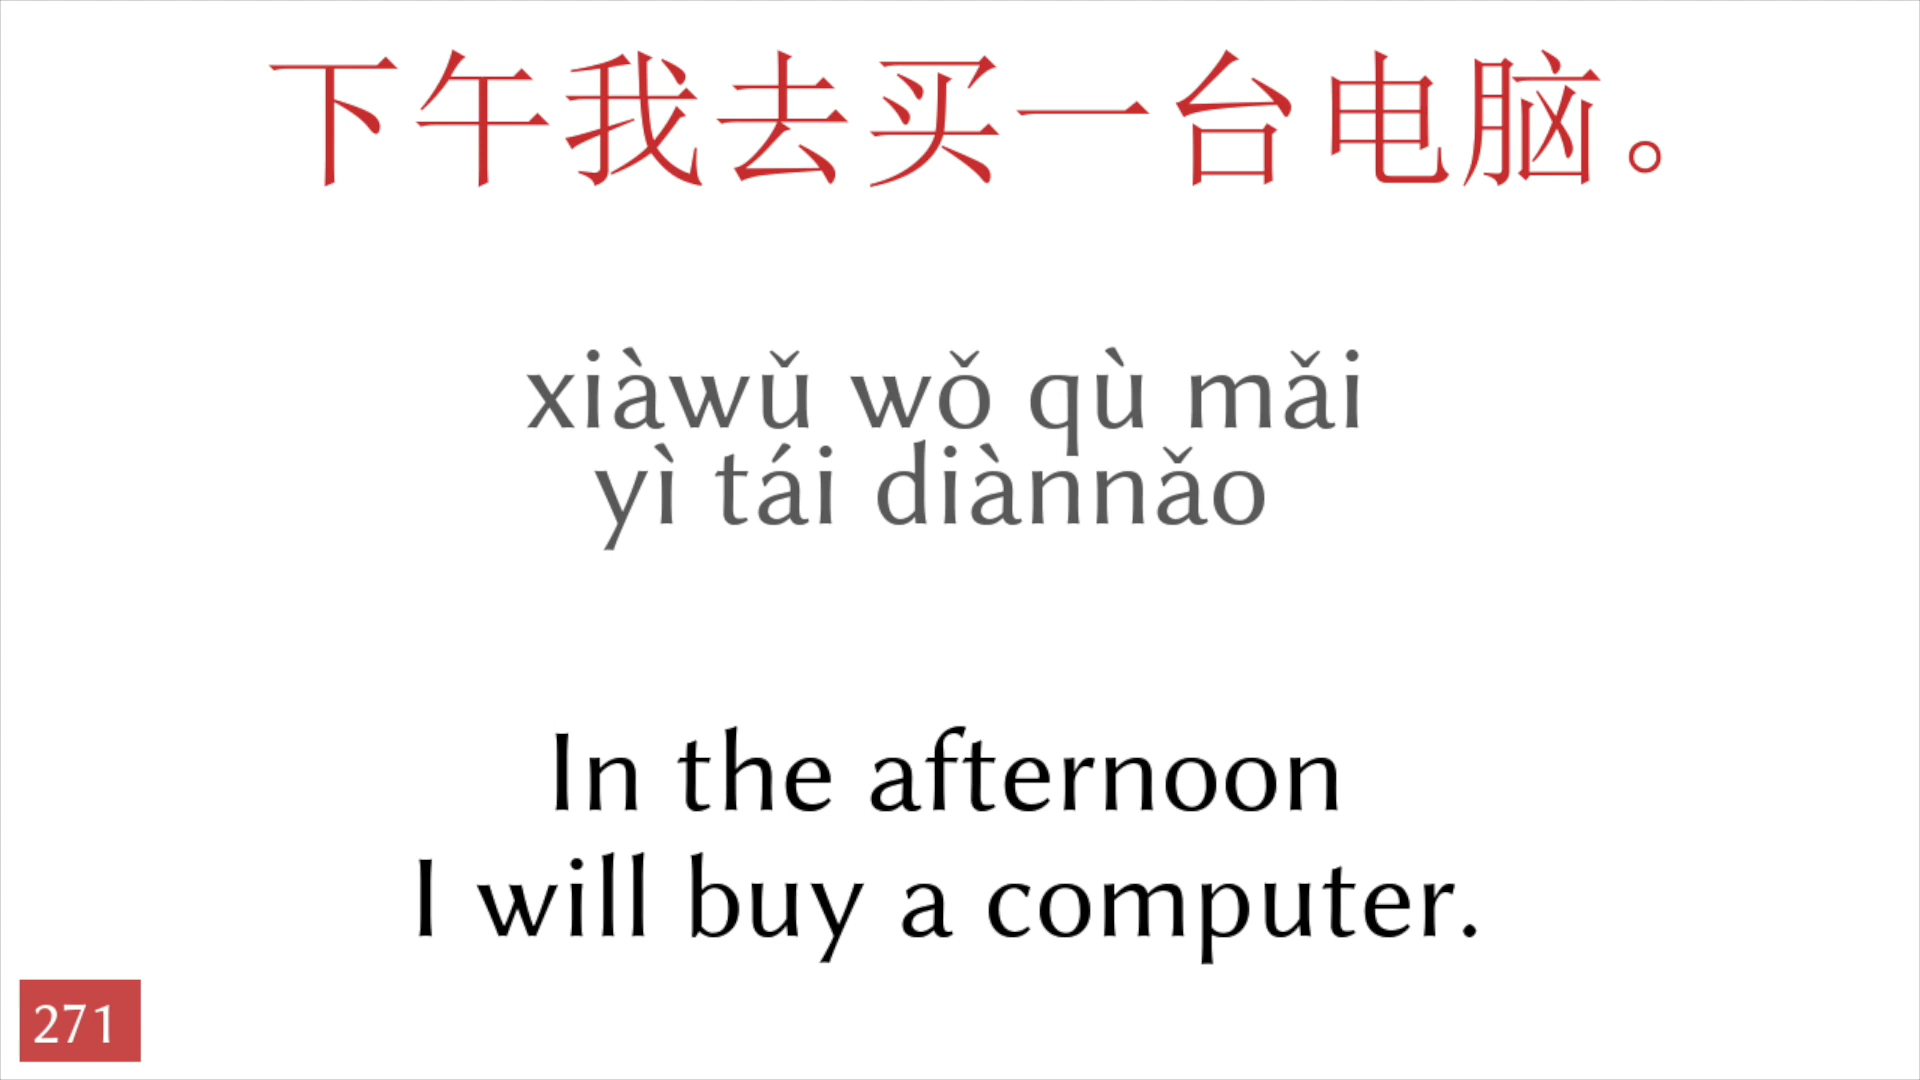 下午我去买一台电脑。
xiàwǔ wǒ qù mǎi
yì tái diànnǎo
In the afternoon
I will buy a computer.
271